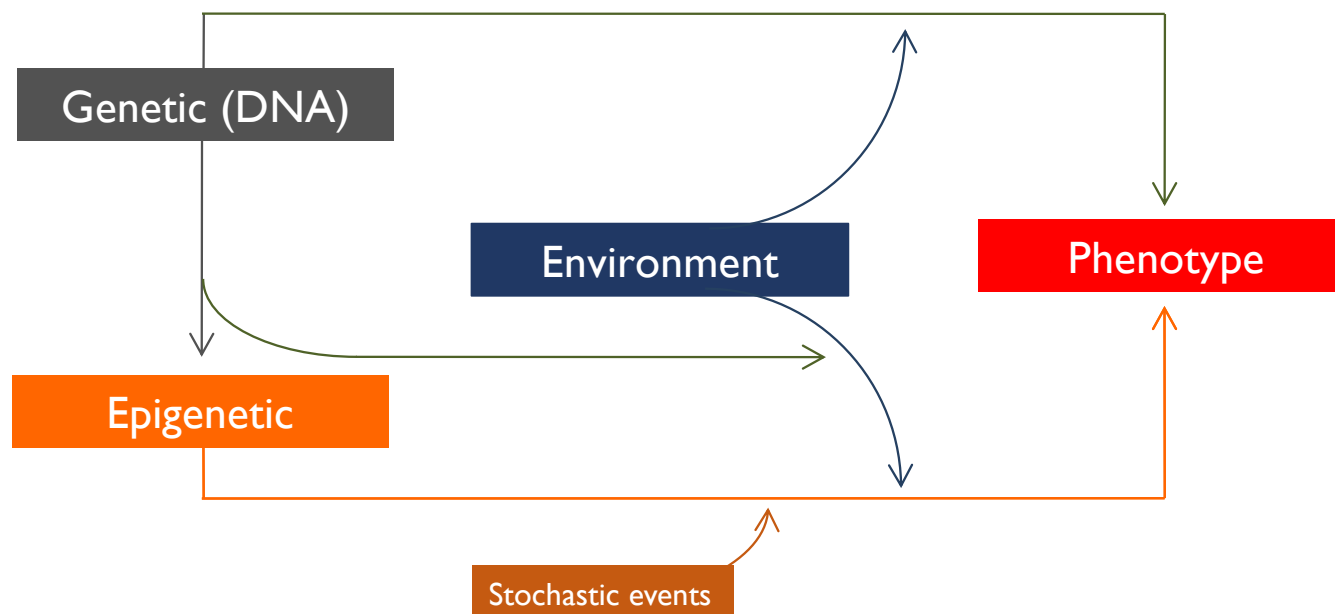 Genetic (DNA)
Environment
Phenotype
Epigenetic
Stochastic events